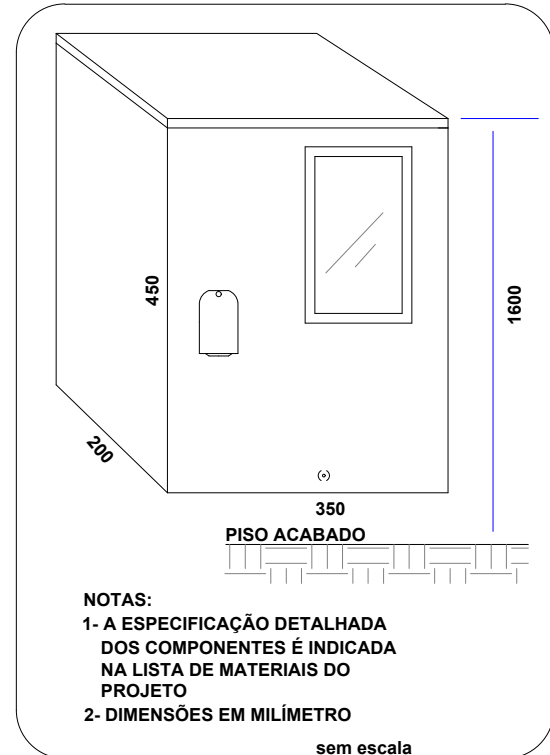 450
1600
200
350
PISO ACABADO
NOTAS:
1- A ESPECIFICAÇÃO DETALHADA
DOS COMPONENTES É INDICADA
NA LISTA DE MATERIAIS DO
PROJETO
2- DIMENSÕES EM MILÍMETRO
sem escala